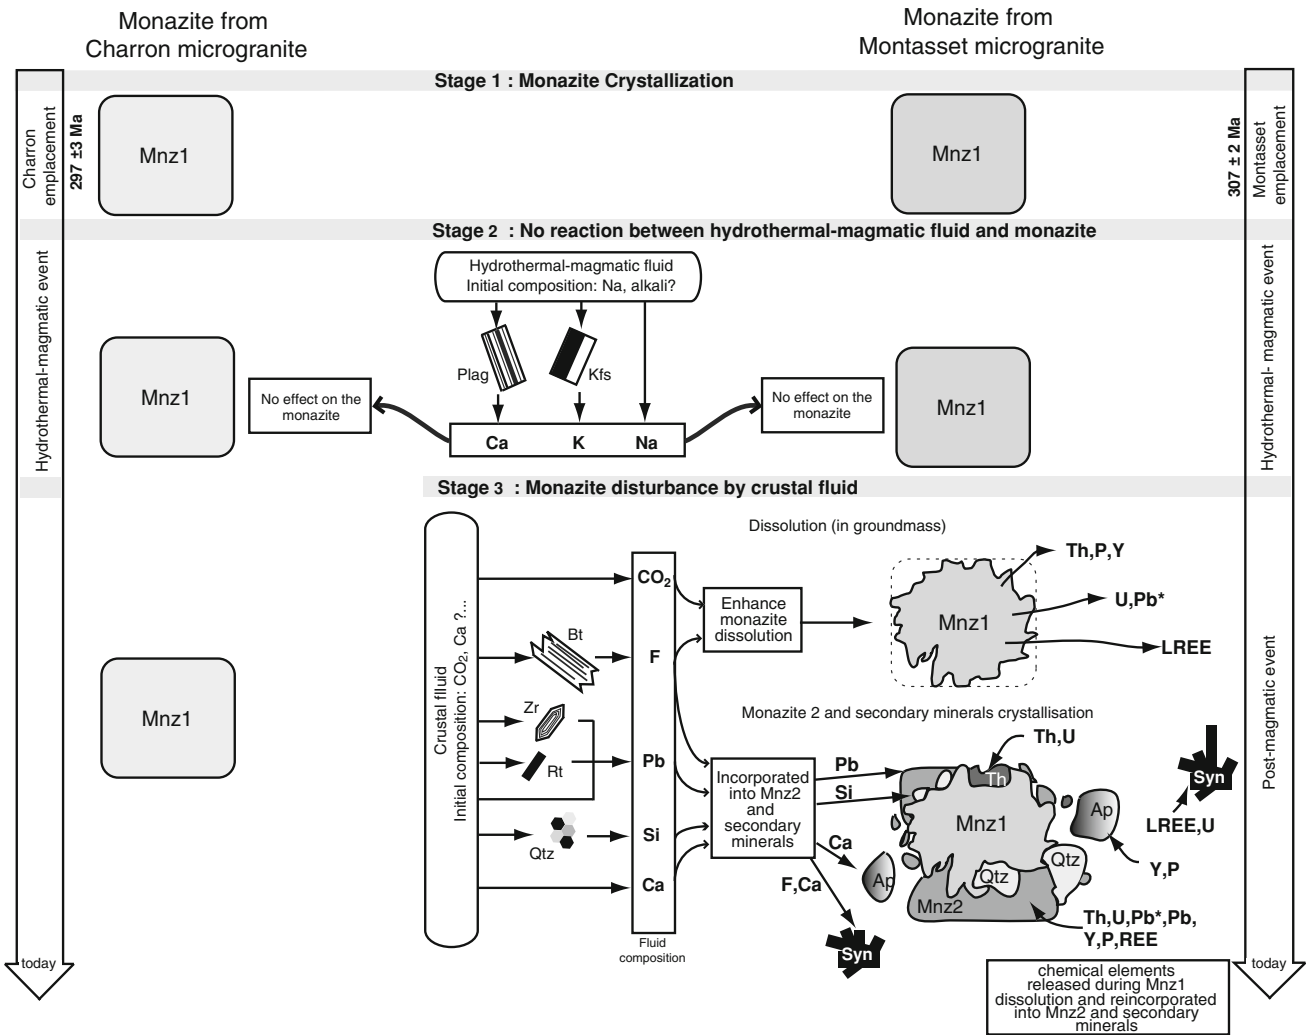 Monazite from
Charron microgranite
Monazite from
Montasset microgranite
Stage 1 : Monazite Crystallization
Charron
emplacement
297 ±3 Ma
Mnz1
Mnz1
307 ± 2 Ma
Montasset
emplacement
Stage 2 : No reaction between hydrothermal-magmatic fluid and monazite
Hydrothermal-magmatic event
Hydrothermal-magmatic fluid
Initial composition: Na, alkali?
Plag
Kfs
Mnz1
No effect on the
monazite
Ca K Na
No effect on the
monazite
Mnz1
Hydrothermal- magmatic event
Stage 3 : Monazite disturbance by crustal fluid
Dissolution (in groundmass)
Crustal flluid
Initial composition: CO2, Ca ?...
CO2
Enhance
monazite
dissolution
Mnz1
Th,P,Y
U,Pb*
LREE
Bt
F
Mnz1
Zr
Rt
Pb
Qtz
Si
Ca
Fluid
composition
Monazite 2 and secondary minerals crystallisation
Incorporated
into Mnz2
and
secondary
minerals
Pb
Si
Ca
F,Ca
Th,U
Th
Mnz1
Ap
Syn
LREE,U
Y,P
Qtz
Qtz
Ap
Mnz2
Th,U,Pb*,Pb,
Y,P,REE
Syn
Post-magmatic event
today
today
chemical elements
released during Mnz1
dissolution and reincorporated
into Mnz2 and secondary
minerals